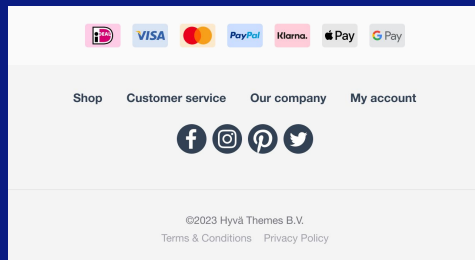 iDEAL VISA PayPal Klarna. Pay G Pay
Shop Customer service Our company My account
©2023 Hyvä Themes B.V.
Terms & Conditions Privacy Policy